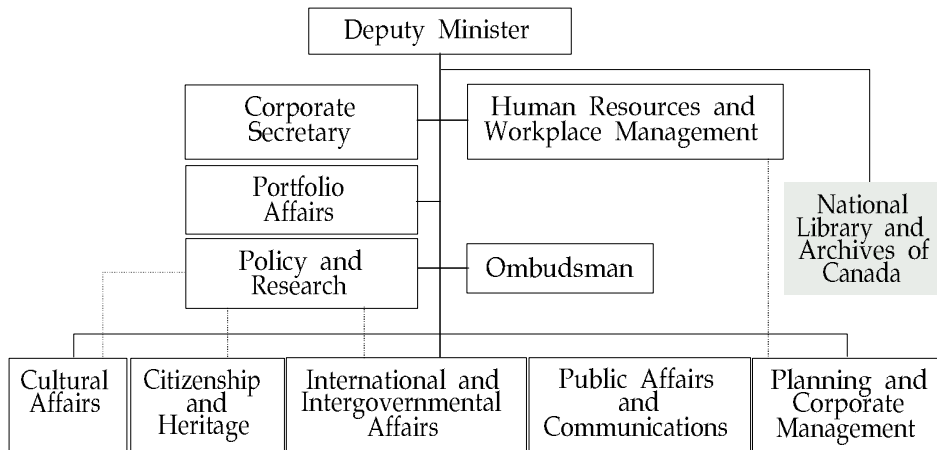 Deputy Minister
Corporate
Secretary
Human Resources and
Workplace Management
Portfolio
Affairs
National
Library and
Archives of
Canada
Policy and
Research
Ombudsman
Cultural
Affairs
Citizenship
and
Heritage
International and
Intergovernmental
Affairs
Public Affairs
and
Communications
Planning and
Corporate
Management